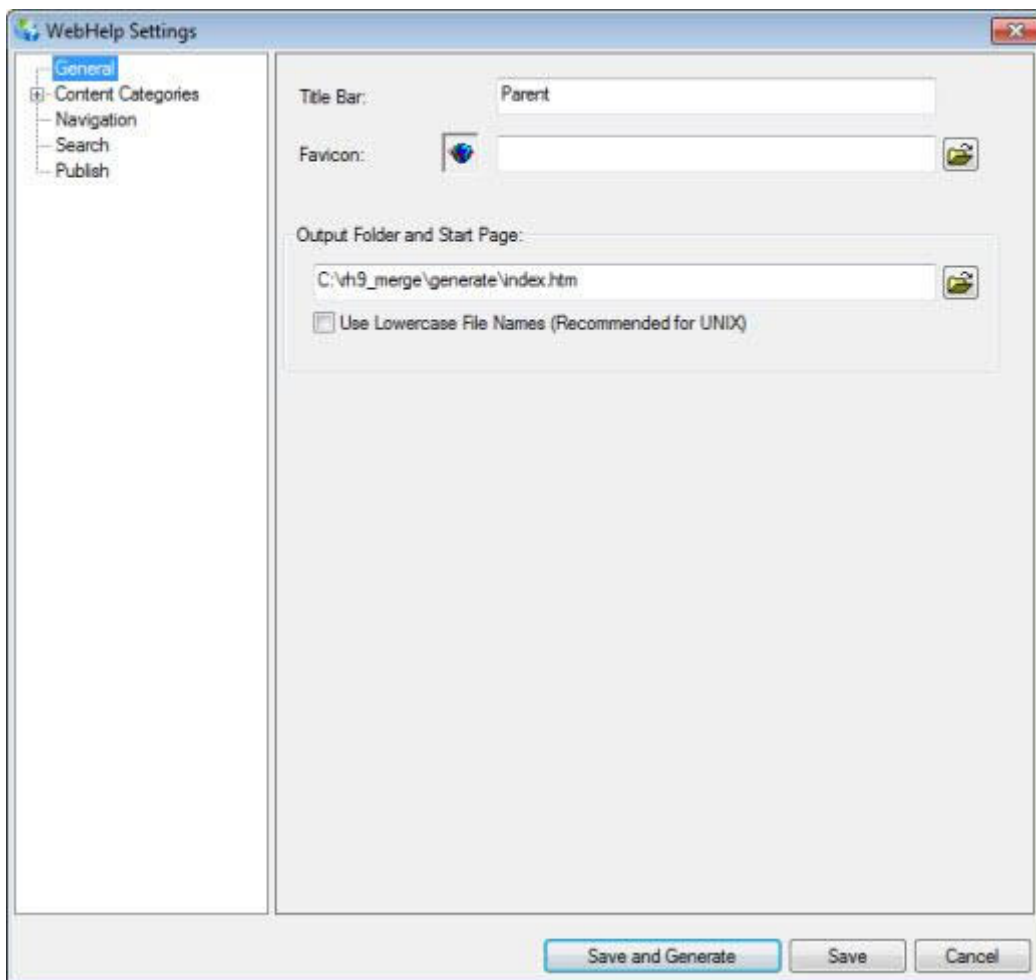 WebHelp Settings
General
Content Categories
Navigation
Search
Publish
Title Bar:
Parent
Favicon:
Output Folder and Start Page:
C:\rh9_merge\generate\index.htm
Use Lowercase File Names (Recommended for UNIX)
Save and Generate
Save
Cancel